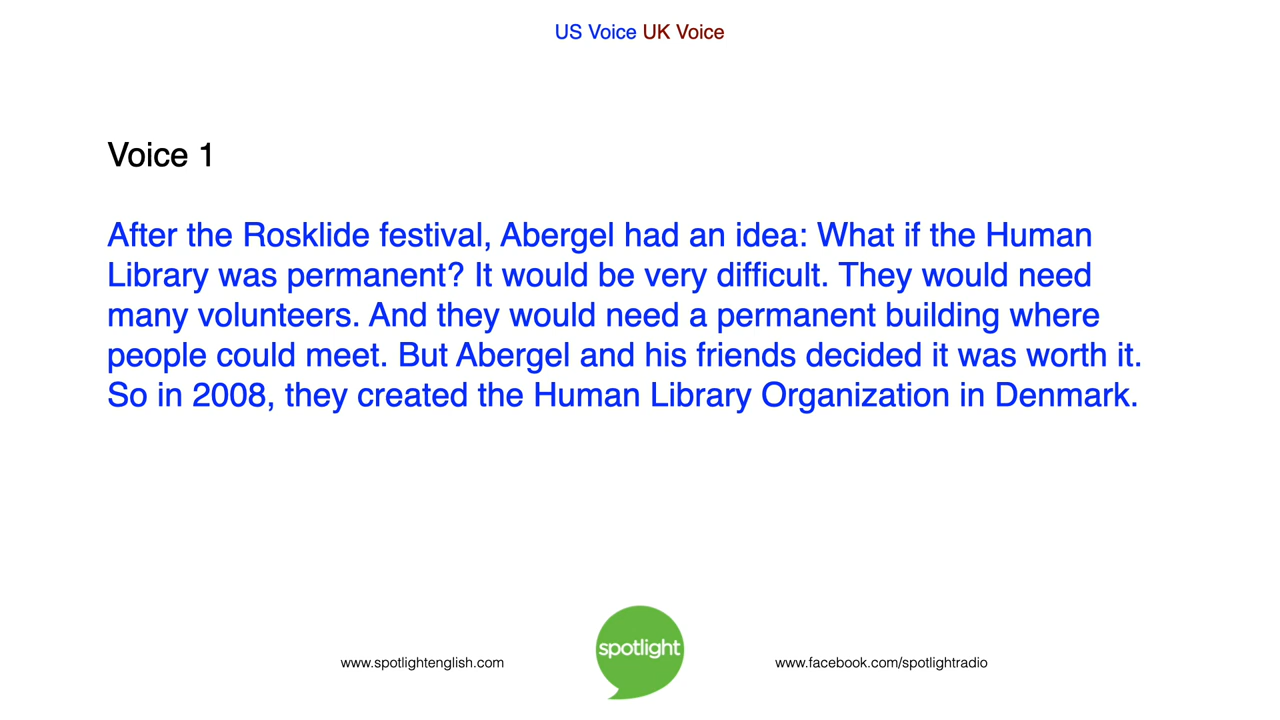 US Voice UK Voice
Voice 1
After the Rosklide festival, Abergel had an idea: What if the Human
Library was permanent? It would be very difficult. They would need
many volunteers. And they would need a permanent building where
people could meet. But Abergel and his friends decided it was worth it.
So in 2008, they created the Human Library Organization in Denmark.
www.spotlightenglish.com
spotlight
www.facebook.com/spotlightradio